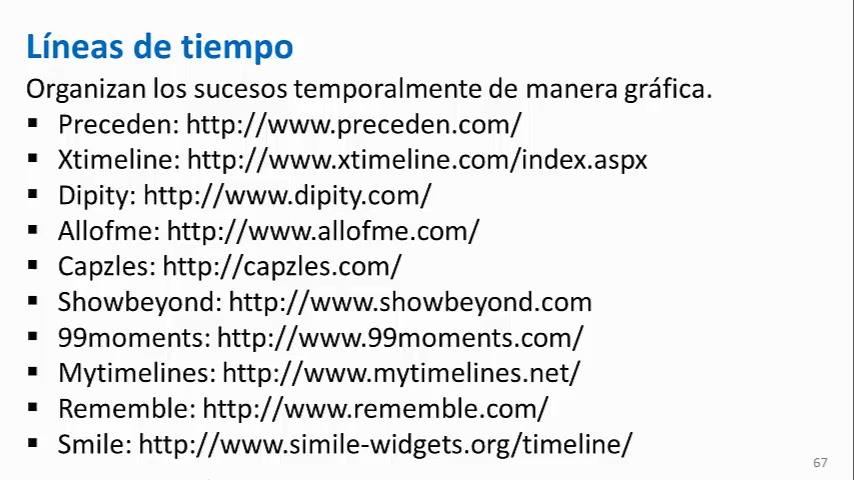 Líneas de tiempo
Organizan los sucesos temporalmente de manera gráfica.
▪ Preceden: http://www.preceden.com/
▪ Xtimeline: http://www.xtimeline.com/index.aspx
▪ Dipity: http://www.dipity.com/
▪ Allofme: http://www.allofme.com/
▪ Capzles: http://capzles.com/
▪ Showbeyond: http://www.showbeyond.com
▪ 99moments: http://www.99moments.com/
▪ Mytimelines: http://www.mytimelines.net/
▪ Rememble: http://www.rememble.com/
▪ Smile: http://www.simile-widgets.org/timeline/
67